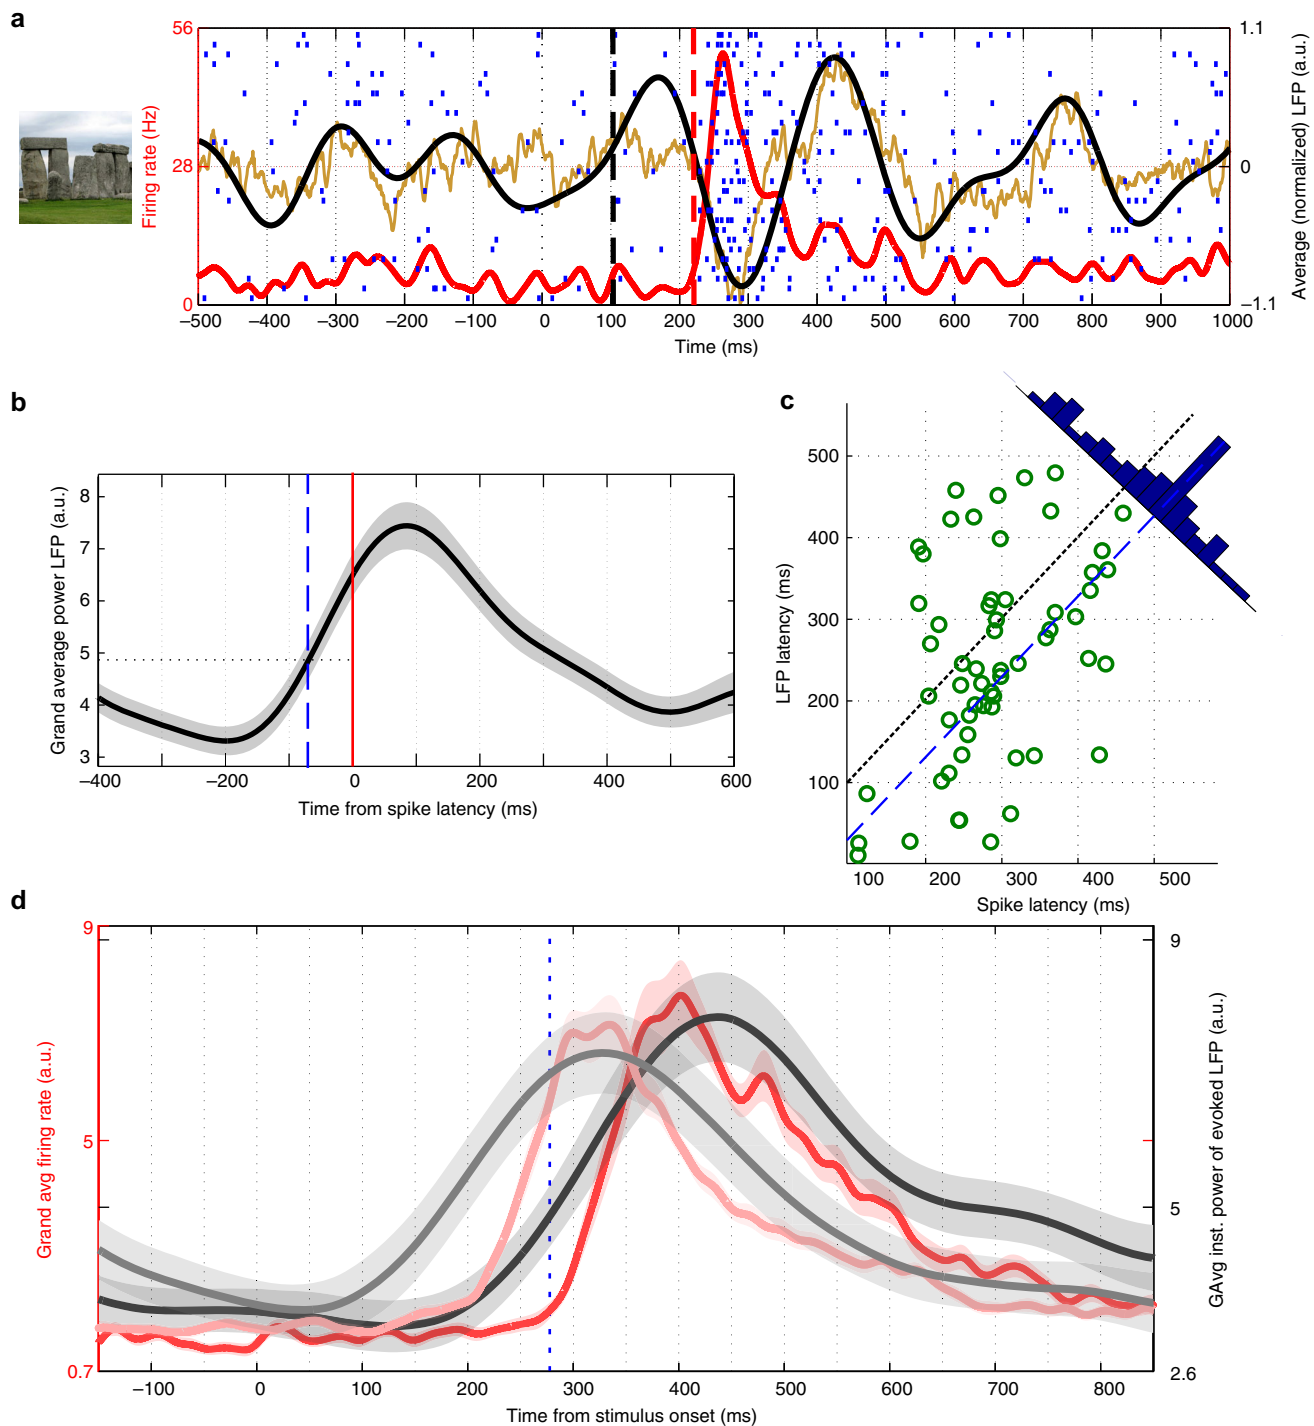 a
56
28
0
Firing rate (Hz)
1.1
0
−1.1
Average (normalized) LFP (a.u.)
−500 −400 −300 −200 −100 0 100 200 300 400 500 600 700 800 900 1000
Time (ms)
b
8
7
6
5
4
3
Grand average power LFP (a.u.)
−400 −200 0 200 400 600
Time from spike latency (ms)
c
500
400
300
200
100
LFP latency (ms)
100 200 300 400 500
Spike latency (ms)
d
9
5
0.7
Grand avg firing rate (a.u.)
9
5
2.6
GAvg inst. power of evoked LFP (a.u.)
−100 0 100 200 300 400 500 600 700 800
Time from stimulus onset (ms)